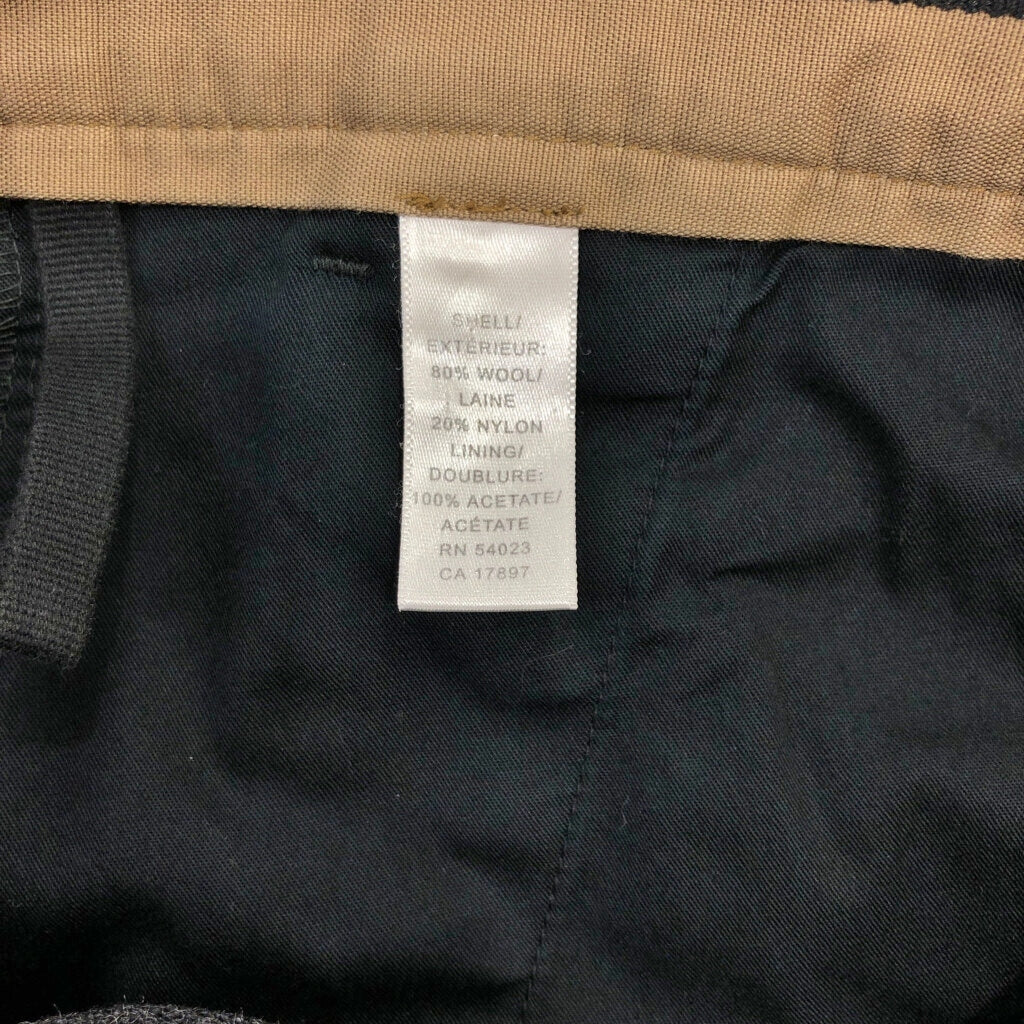 SHELL/
EXTÉRIEUR:
80% WOOL/
LAINE
20% NYLON
LINING/
DOUBLURE:
100% ACETATE/
ACÉTATE
RN 54023
CA 17897